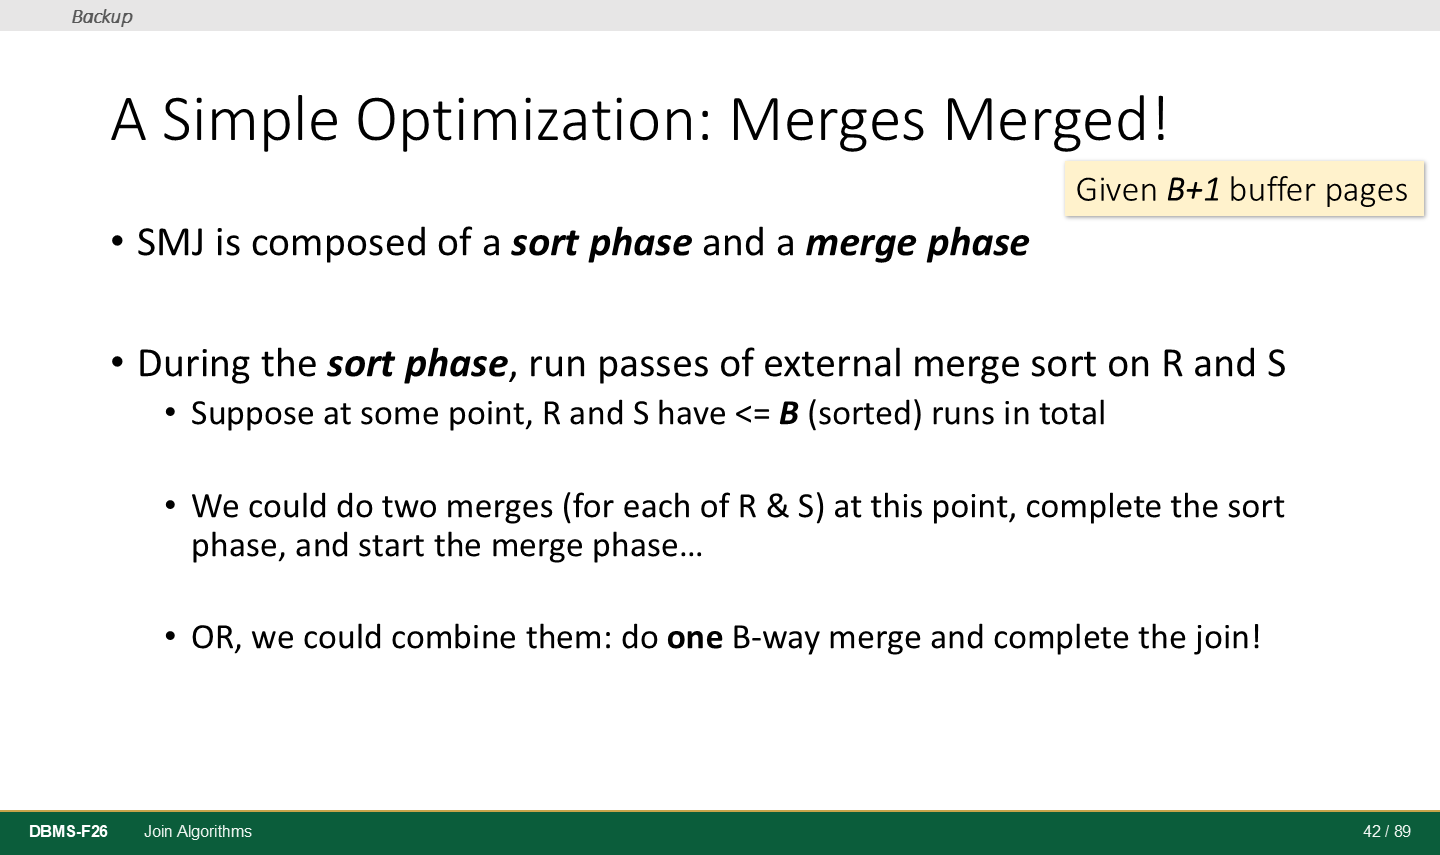 Backup
A Simple Optimization: Merges Merged!
Given B+1 buffer pages
• SMJ is composed of a sort phase and a merge phase
• During the sort phase, run passes of external merge sort on R and S
• Suppose at some point, R and S have <= B (sorted) runs in total
• We could do two merges (for each of R & S) at this point, complete the sort
phase, and start the merge phase…
• OR, we could combine them: do one B-way merge and complete the join!
DBMS-F26 Join Algorithms 42 / 89